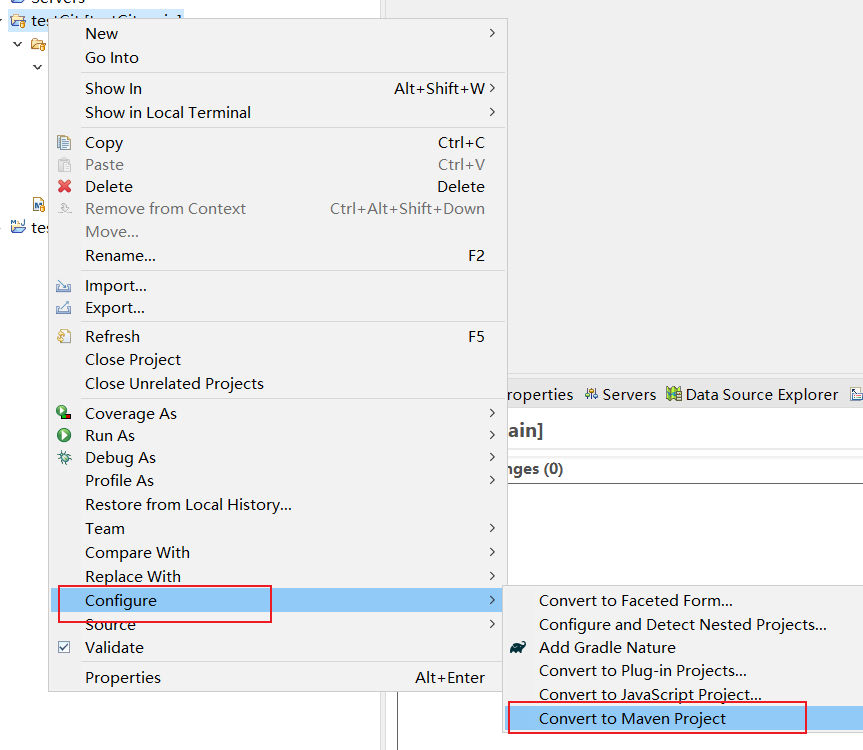 Servers
New
Go Into
Show In Alt+Shift+W
Show in Local Terminal
Copy Ctrl+C
Paste Ctrl+V
Delete Delete
Remove from Context Ctrl+Alt+Shift+Down
Move...
Rename... F2
Import...
Export...
Refresh F5
Close Project
Close Unrelated Projects
Coverage As
Run As
Debug As
Profile As
Restore from Local History...
Team
Compare With
Replace With
Configure
Source
Validate
Properties Alt+Enter
roperties Servers Data Source Explorer
ain]
nges (0)
Convert to Faceted Form...
Configure and Detect Nested Projects...
Add Gradle Nature
Convert to Plug-in Projects...
Convert to JavaScript Project...
Convert to Maven Project